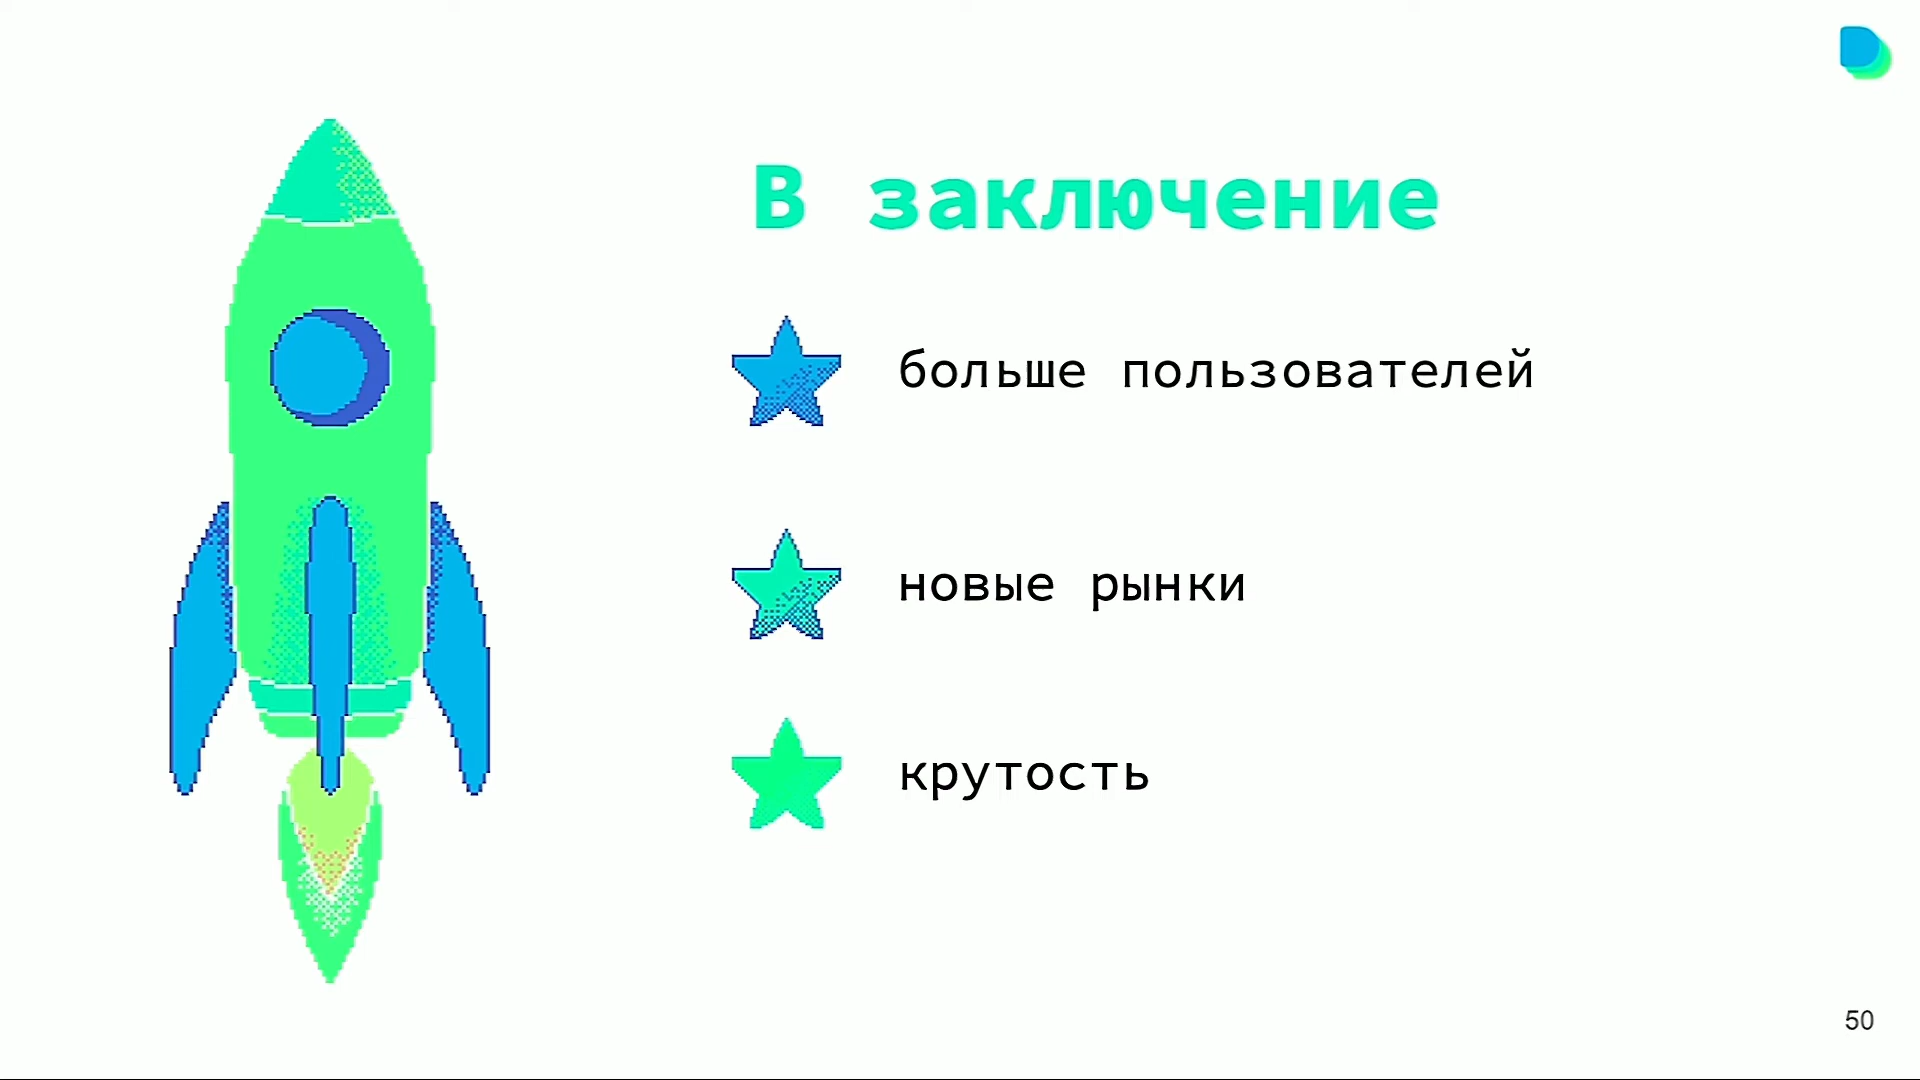 В заключение
больше пользователей
новые рынки
крутость
50